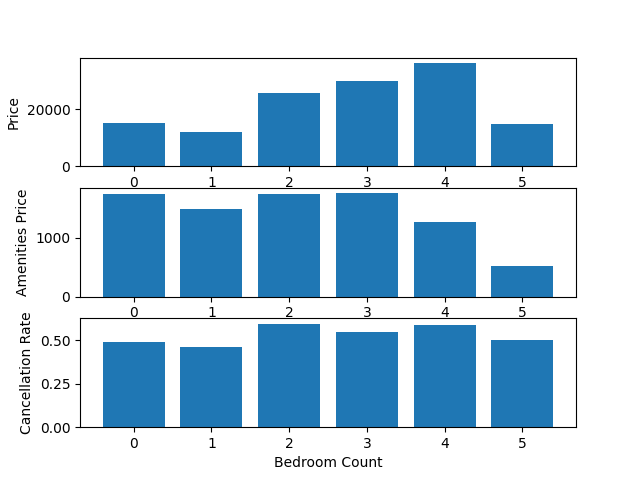 Price
20000
0
0 1 2 3 4 5
Amenities Price
1000
0
0 1 2 3 4 5
Cancellation Rate
0.50
0.25
0.00
0 1 2 3 4 5
Bedroom Count